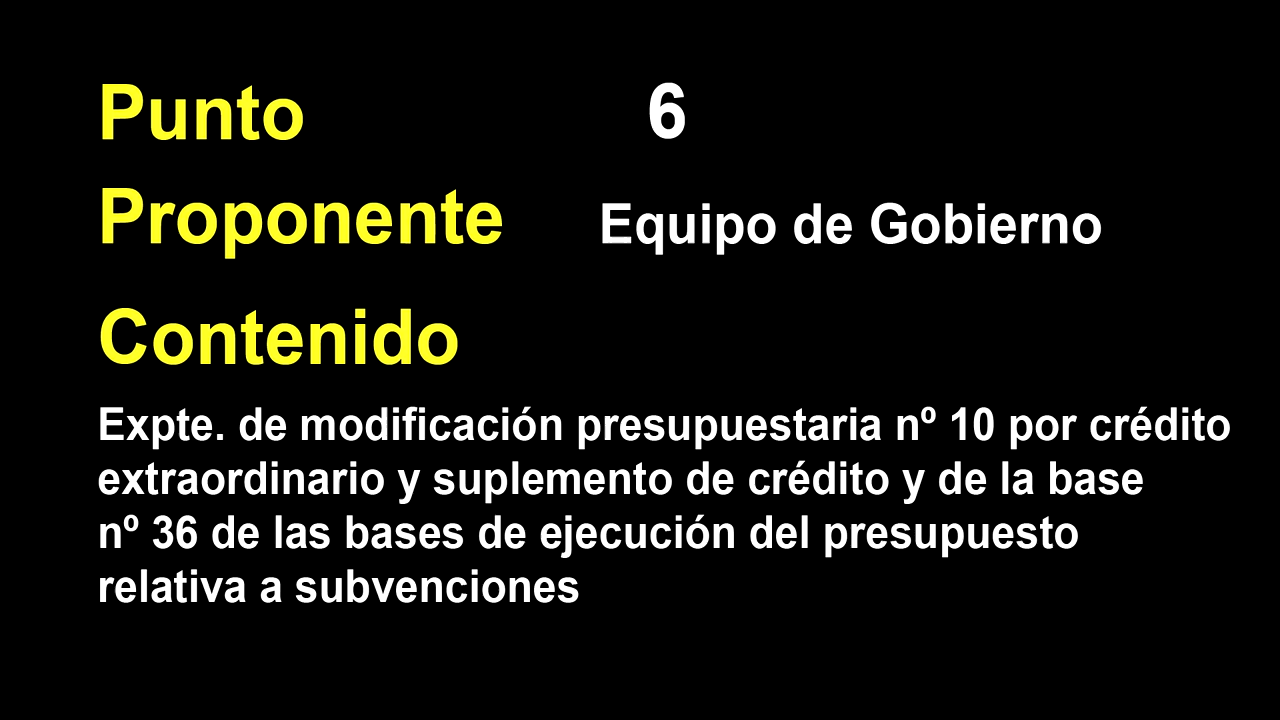 Punto 6
Proponente Equipo de Gobierno
Contenido
Expte. de modificación presupuestaria nº 10 por crédito
extraordinario y suplemento de crédito y de la base
nº 36 de las bases de ejecución del presupuesto
relativa a subvenciones